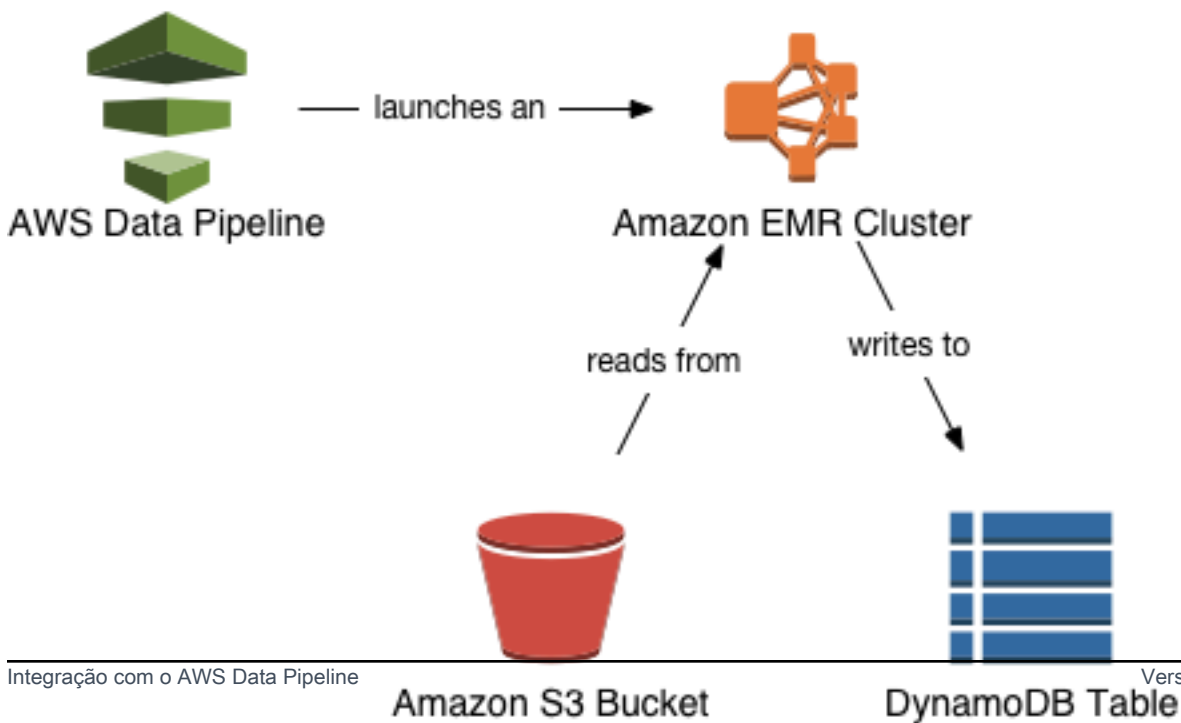 launches an
AWS Data Pipeline
Amazon EMR Cluster
reads from
writes to
Integração com o AWS Data Pipeline
Amazon S3 Bucket
DynamoDB Table